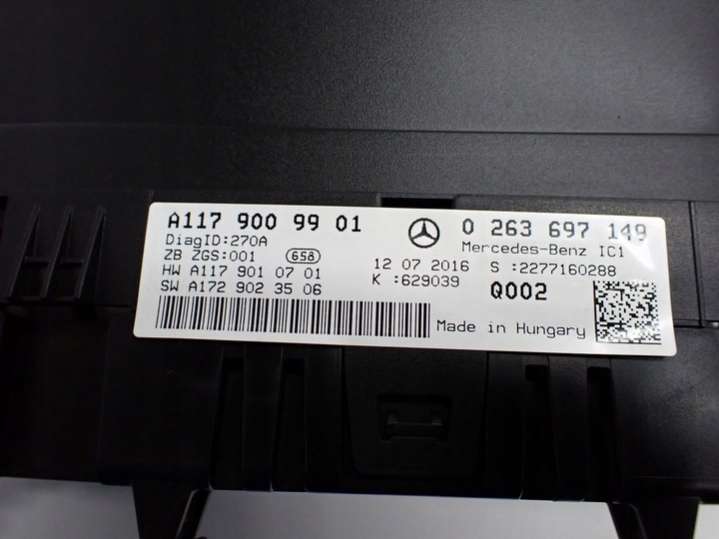 A117 900 99 01
0 263 697 149
DiagID:270A
Mercedes-Benz IC1
ZB ZGS:001
658
12 07 2016
S :2277160288
HW A117 901 07 01
K :629039
Q002
SW A172 902 35 06
Made in Hungary